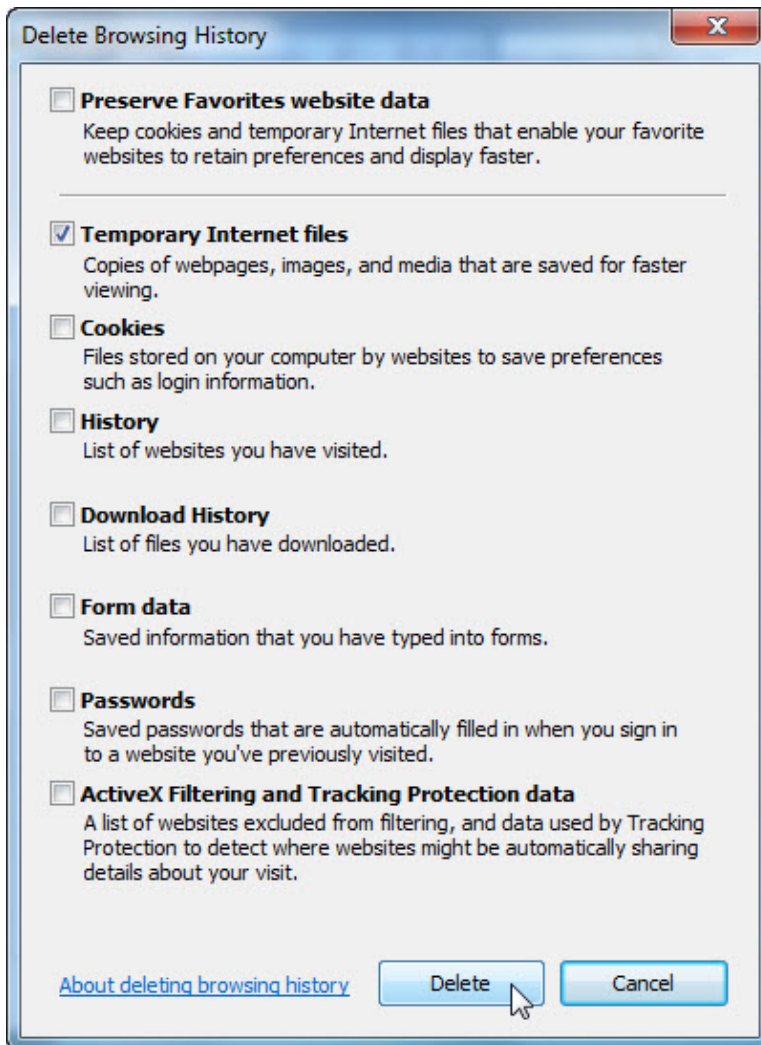 Delete Browsing History
Preserve Favorites website data
Keep cookies and temporary Internet files that enable your favorite
websites to retain preferences and display faster.
Temporary Internet files
Copies of webpages, images, and media that are saved for faster
viewing.
Cookies
Files stored on your computer by websites to save preferences
such as login information.
History
List of websites you have visited.
Download History
List of files you have downloaded.
Form data
Saved information that you have typed into forms.
Passwords
Saved passwords that are automatically filled in when you sign in
to a website you've previously visited.
ActiveX Filtering and Tracking Protection data
A list of websites excluded from filtering, and data used by Tracking
Protection to detect where websites might be automatically sharing
details about your visit.
About deleting browsing history Delete Cancel